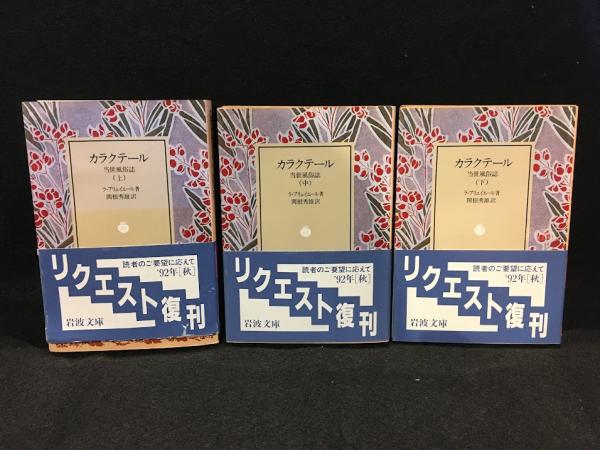 カラクテール
当世風俗誌
(上)
ラ・ブリュイエール著
関根秀雄訳
読者のご要望に応えて
'92年[秋]
リクエスト復刊
岩波文庫
カラクテール
当世風俗誌
(中)
ラ・ブリュイエール著
関根秀雄訳
読者のご要望に応えて
'92年[秋]
リクエスト復刊
岩波文庫
カラクテール
当世風俗誌
(下)
ラ・ブリュイエール著
関根秀雄訳
読者のご要望に応えて
'92年[秋]
リクエスト復刊
岩波文庫